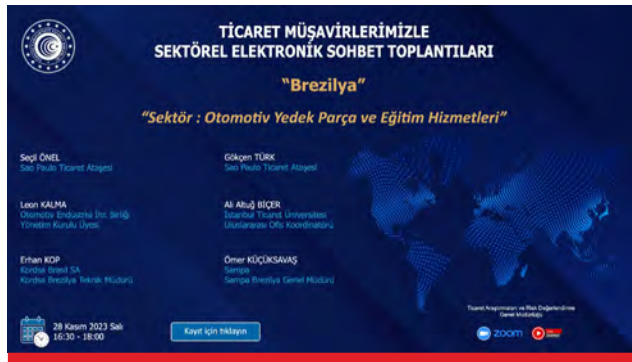 TİCARET MÜŞAVİRLERİMİZLE
SEKTÖREL ELEKTRONİK SOHBET TOPLANTILARI
"Brezilya"
"Sektör : Otomotiv Yedek Parça ve Eğitim Hizmetleri"
Seçil ÖNEL
Sao Paulo Ticaret Ataşesi
Gökçen TÜRK
Sao Paulo Ticaret Ataşesi
Leon KALMA
Otomotiv Endüstrisi İhr. Birliği
Yönetim Kurulu Üyesi
Ali Altuğ BİÇER
İstanbul Ticaret Üniversitesi
Uluslararası Ofis Koordinatörü
Erhan KOP
Kordsa Brasil SA
Kordsa Brezilya Teknik Müdürü
Ömer KÜÇÜKSAVAŞ
Sampa
Sampa Brezilya Genel Müdürü
28 Kasım 2023 Salı
16:30 - 18:00
Kayıt için tıklayın
Ticaret Araştırmaları ve Risk Değerlendirme
Genel Müdürlüğü
zoom